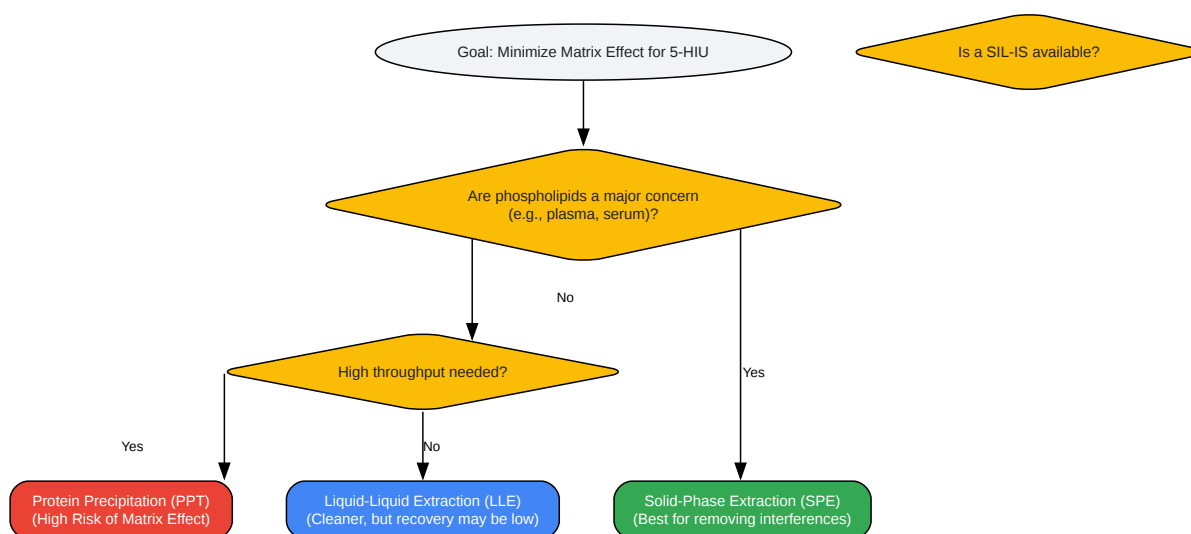 Goal: Minimize Matrix Effect for 5-HIU
Is a SIL-IS available?
Are phospholipids a major concern
(e.g., plasma, serum)?
No
High throughput needed?
Yes
Yes
No
Protein Precipitation (PPT)
(High Risk of Matrix Effect)
Liquid-Liquid Extraction (LLE)
(Cleaner, but recovery may be low)
Solid-Phase Extraction (SPE)
(Best for removing interferences)